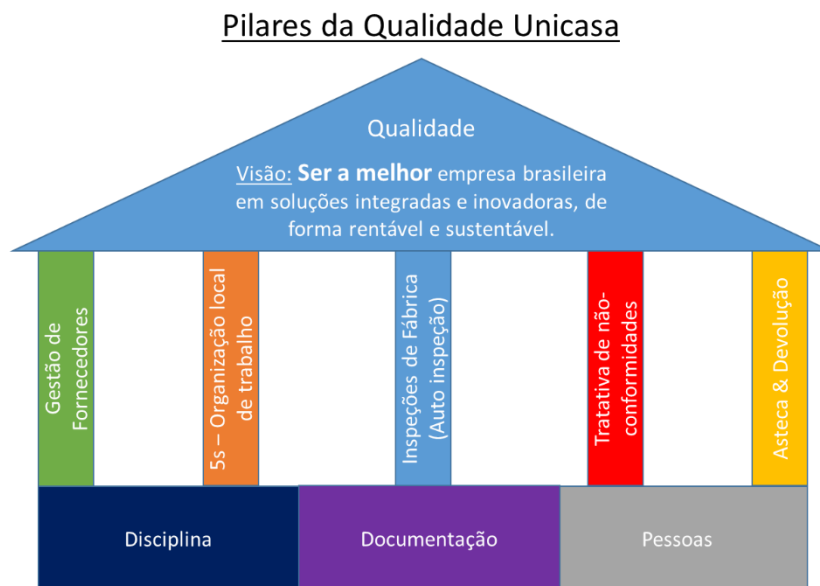 Pilares da Qualidade Unicasa
Qualidade
Visão: Ser a melhor empresa brasileira
em soluções integradas e inovadoras, de
forma rentável e sustentável.
Gestão de
Fornecedores
5s – Organização local
de trabalho
Inspeções de Fábrica
(Auto inspeção)
Tratativa de não-
conformidades
Asteca & Devolução
Disciplina
Documentação
Pessoas